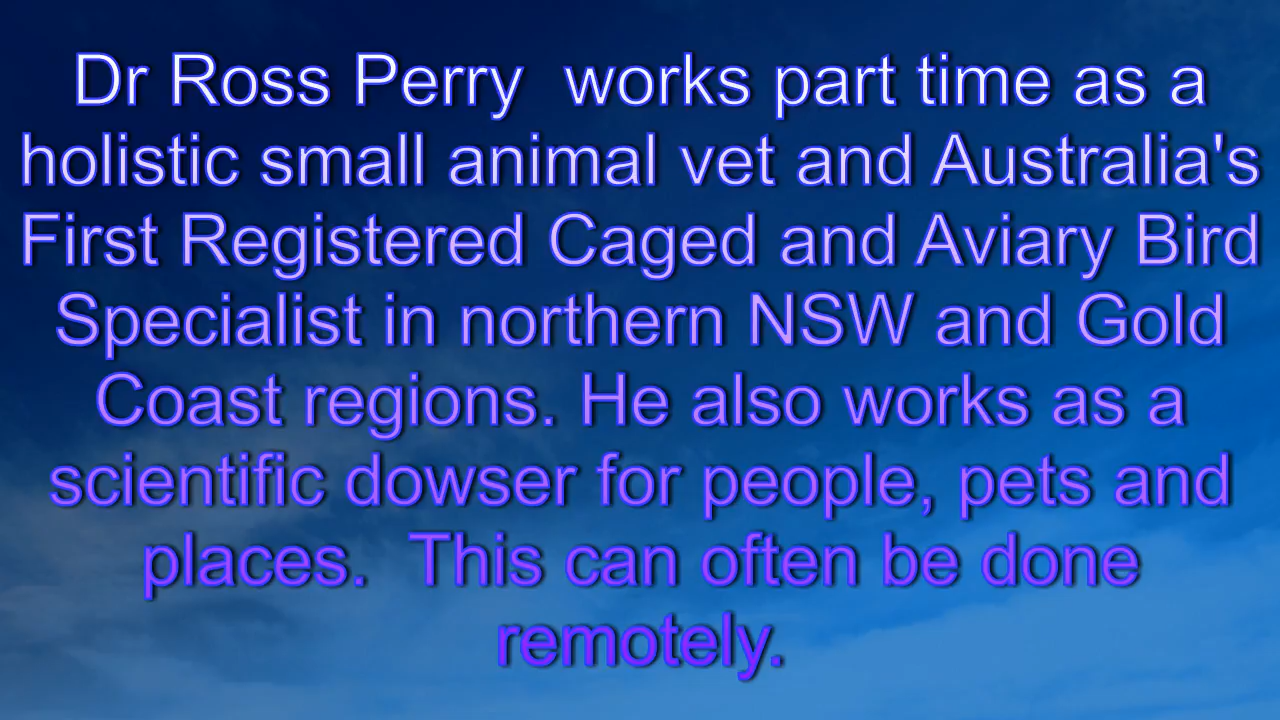 Dr Ross Perry  works part time as a
holistic small animal vet and Australia's
First Registered Caged and Aviary Bird
Specialist in northern NSW and Gold
Coast regions. He also works as a
scientific dowser for people, pets and
places.  This can often be done
remotely.